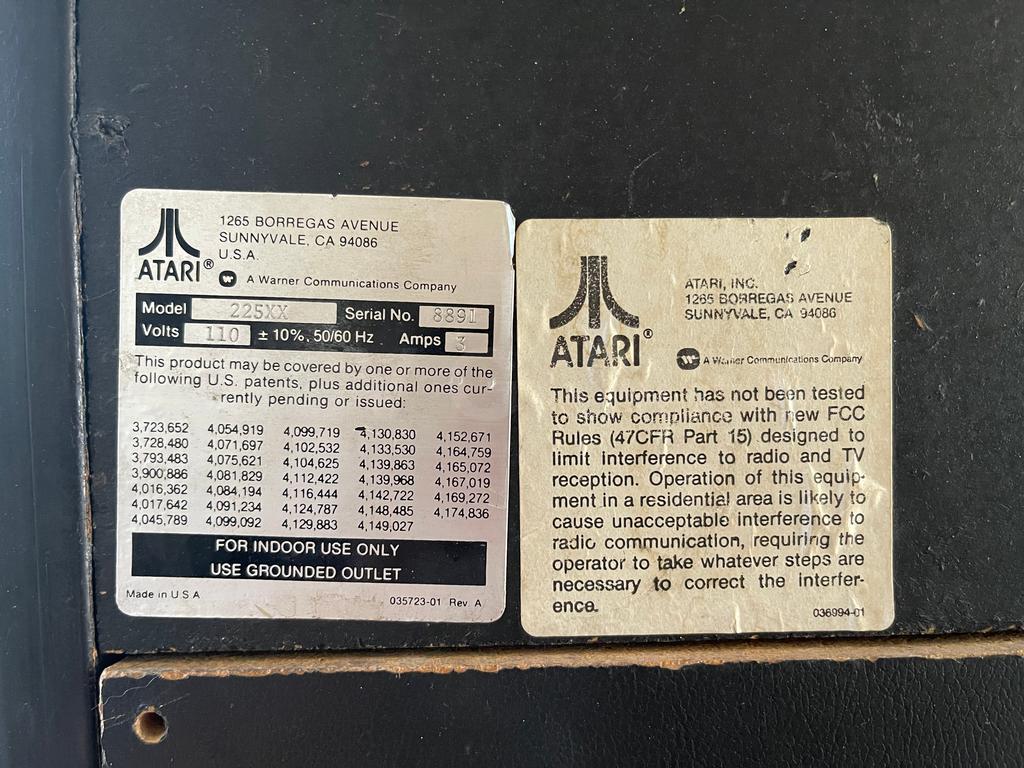 1265 BORREGAS AVENUE
SUNNYVALE, CA 94086
U.S.A.
ATARI®
A Warner Communications Company
Model 225XX Serial No. 8891
Volts 110 ± 10%, 50/60 Hz Amps 3
This product may be covered by one or more of the
following U.S. patents, plus additional ones cur-
rently pending or issued:
3,723,652 4,054,919 4,099,719 4,130,830 4,152,671
3,728,480 4,071,697 4,102,532 4,133,530 4,164,759
3,793,483 4,075,621 4,104,625 4,139,863 4,165,072
3,900,886 4,081,829 4,112,422 4,139,968 4,167,019
4,016,362 4,084,194 4,116,444 4,142,722 4,169,272
4,017,642 4,091,234 4,124,787 4,148,485 4,174,836
4,045,789 4,099,092 4,129,883 4,149,027
FOR INDOOR USE ONLY
USE GROUNDED OUTLET
Made in U S A
035723-01 Rev A
ATARI, INC.
1265 BORREGAS AVENUE
SUNNYVALE, CA 94086
ATARI®
A Warner Communications Company
This equipment has not been tested
to show compliance with new FCC
Rules (47CFR Part 15) designed to
limit interference to radio and TV
reception. Operation of this equip-
ment in a residential area is likely to
cause unacceptable interference to
radio communication, requiring the
operator to take whatever steps are
necessary to correct the interfer-
ence.
036994-01